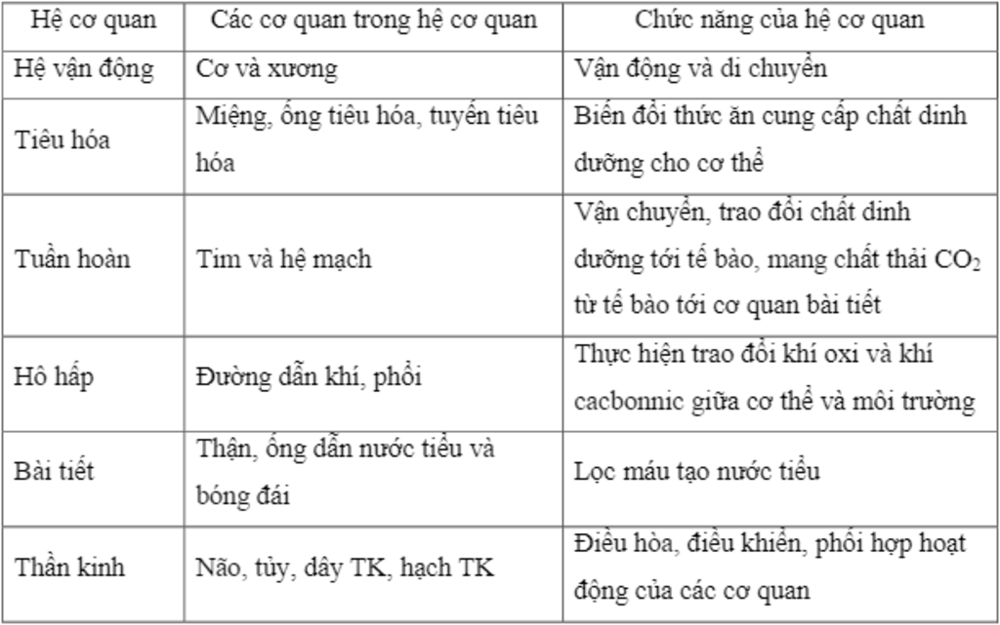 Hệ cơ quan Các cơ quan trong hệ cơ quan Chức năng của hệ cơ quan
Hệ vận động Cơ và xương Vận động và di chuyển
Tiêu hóa
Miệng, ống tiêu hóa, tuyến tiêu
hóa
Biến đổi thức ăn cung cấp chất dinh
dưỡng cho cơ thể
Tuần hoàn Tim và hệ mạch
Vận chuyển, trao đổi chất dinh
dưỡng tới tế bào, mang chất thải CO₂
từ tế bào tới cơ quan bài tiết
Hô hấp Đường dẫn khí, phổi
Thực hiện trao đổi khí oxi và khí
cacbonnic giữa cơ thể và môi trường
Bài tiết
Thận, ống dẫn nước tiểu và
bóng đái
Lọc máu tạo nước tiểu
Thần kinh Não, tủy, dây TK, hạch TK
Điều hòa, điều khiển, phối hợp hoạt
động của các cơ quan